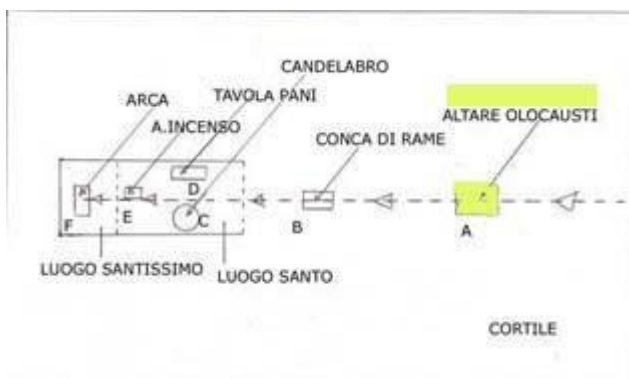 CANDELABRO
ARCA
TAVOLA PANI
A.INCENSO
ALTARE OLOCAUSTI
CONCA DI RAME
D
F
E
C
B
A
LUOGO SANTISSIMO
LUOGO SANTO
CORTILE